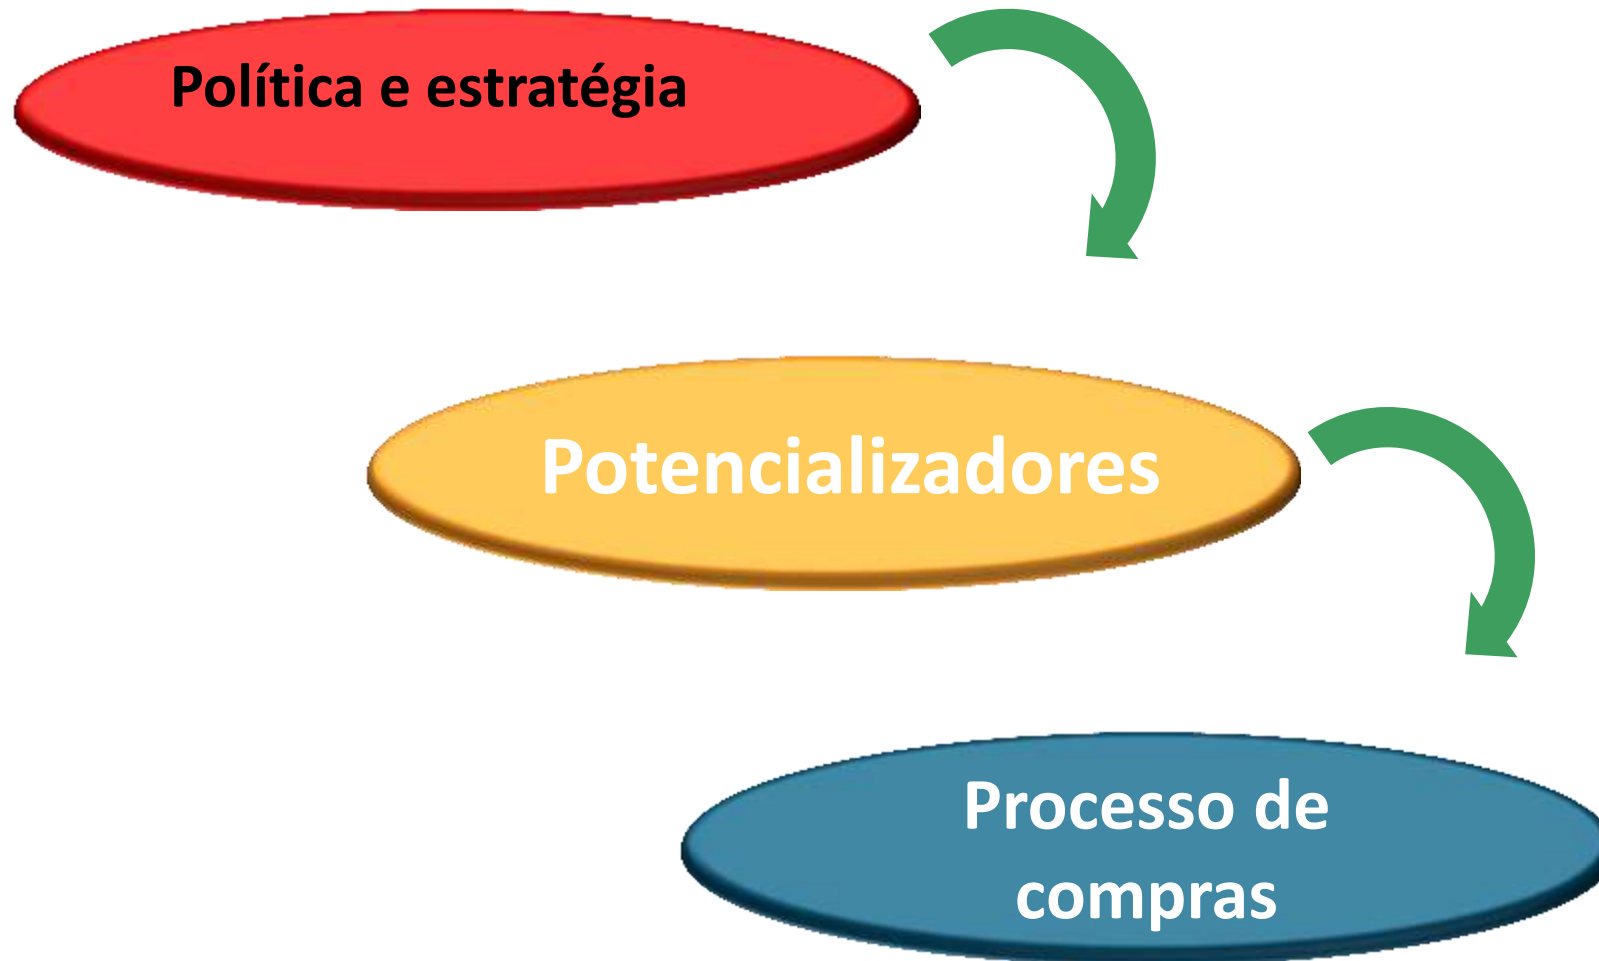 Política e estratégia
Potencializadores
Processo de
compras